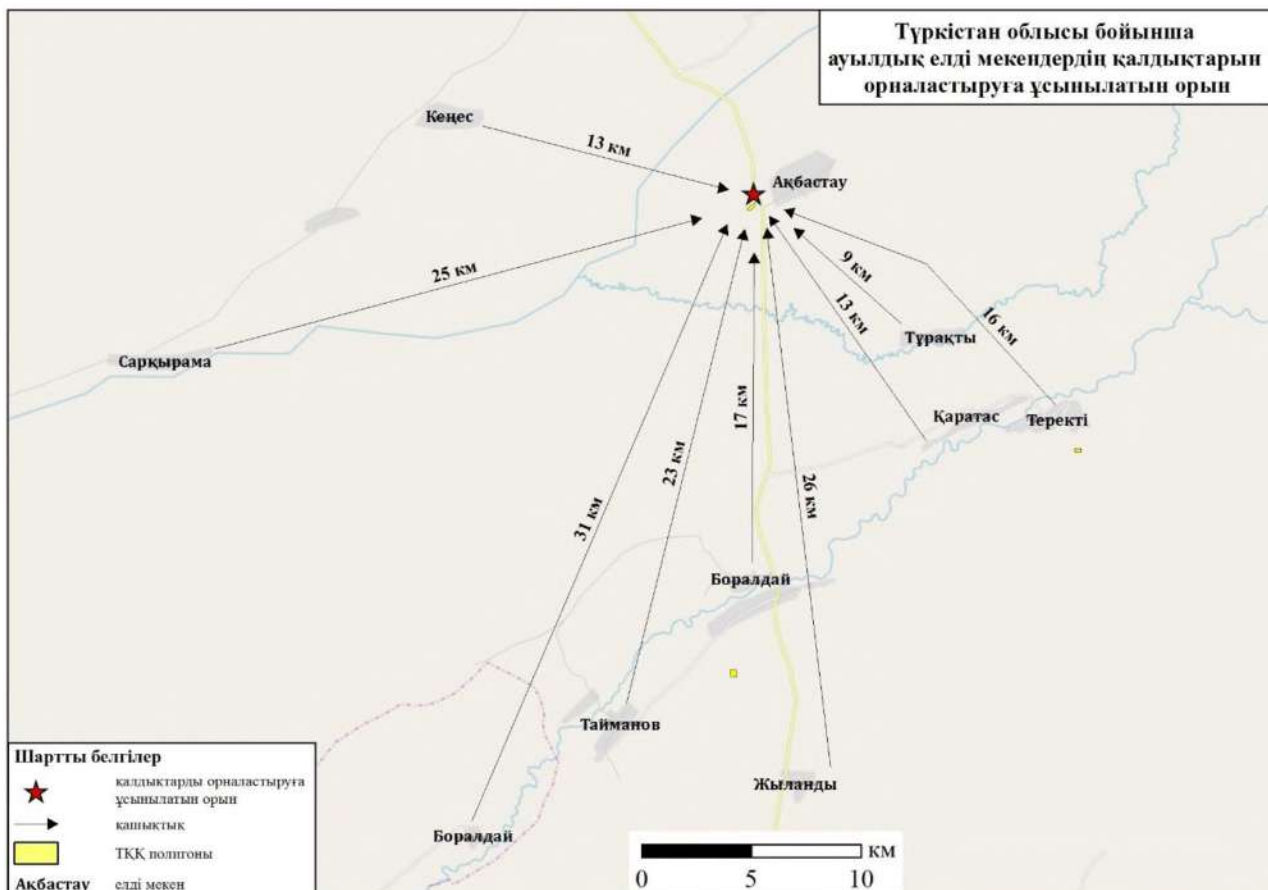 Түркістан облысы бойынша
ауылдық елді мекендердің қалдықтарын
орналастыруға ұсынылатын орын
Кеңес
13 км
Ақбастау
25 км
9 км
13 км
16 км
Тұрақты
Сарқырама
17 км
Қаратас
Теректі
23 км
26 км
31 км
Боралдай
Тайманов
Жыланды
Боралдай
Шартты белгілер
қалдықтарды орналастыруға
ұсынылатын орын
қашықтық
ТҚҚ полигоны
Ақбастау елді мекен
км
0 5 10